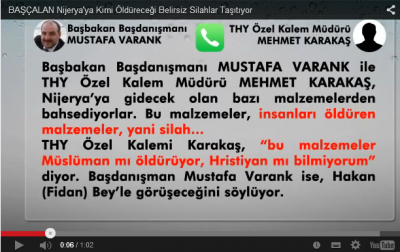 BAŞÇALAN Nijerya'ya Kimi Öldüreceği Belirsiz Silahlar Taşıtıyor
Başbakan Başdanışmanı
MUSTAFA VARANK
THY Özel Kalem Müdürü
MEHMET KARAKAŞ
Başbakan Başdanışmanı MUSTAFA VARANK ile
THY Özel Kalem Müdürü MEHMET KARAKAŞ,
Nijerya'ya gidecek olan bazı malzemelerden
bahsediyorlar. Bu malzemeler, insanları öldüren
malzemeler, yani silah...
THY Özel Kalemi Karakaş, "bu malzemeler
Müslüman mı öldürüyor, Hristiyan mı bilmiyorum"
diyor. Başdanışman Mustafa Varank ise, Hakan
(Fidan) Bey'le görüşeceğini söylüyor.
0:06 / 1:02
YouTube